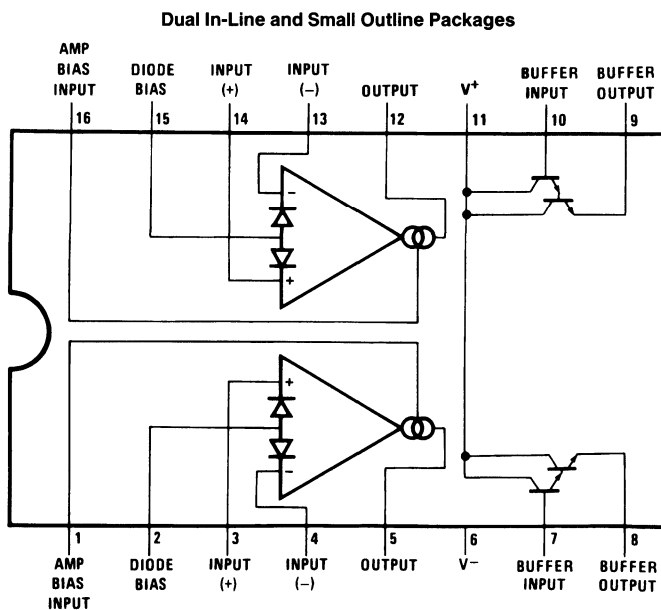 Dual In-Line and Small Outline Packages
AMP
BIAS
INPUT
DIODE
BIAS
INPUT
(+)
INPUT
(–)
OUTPUT
V+
BUFFER
INPUT
BUFFER
OUTPUT
16
15
14
13
12
11
10
9
–
+
+
–
1
2
3
4
5
6
7
8
AMP
BIAS
INPUT
DIODE
BIAS
INPUT
(+)
INPUT
(–)
OUTPUT
V–
BUFFER
INPUT
BUFFER
OUTPUT